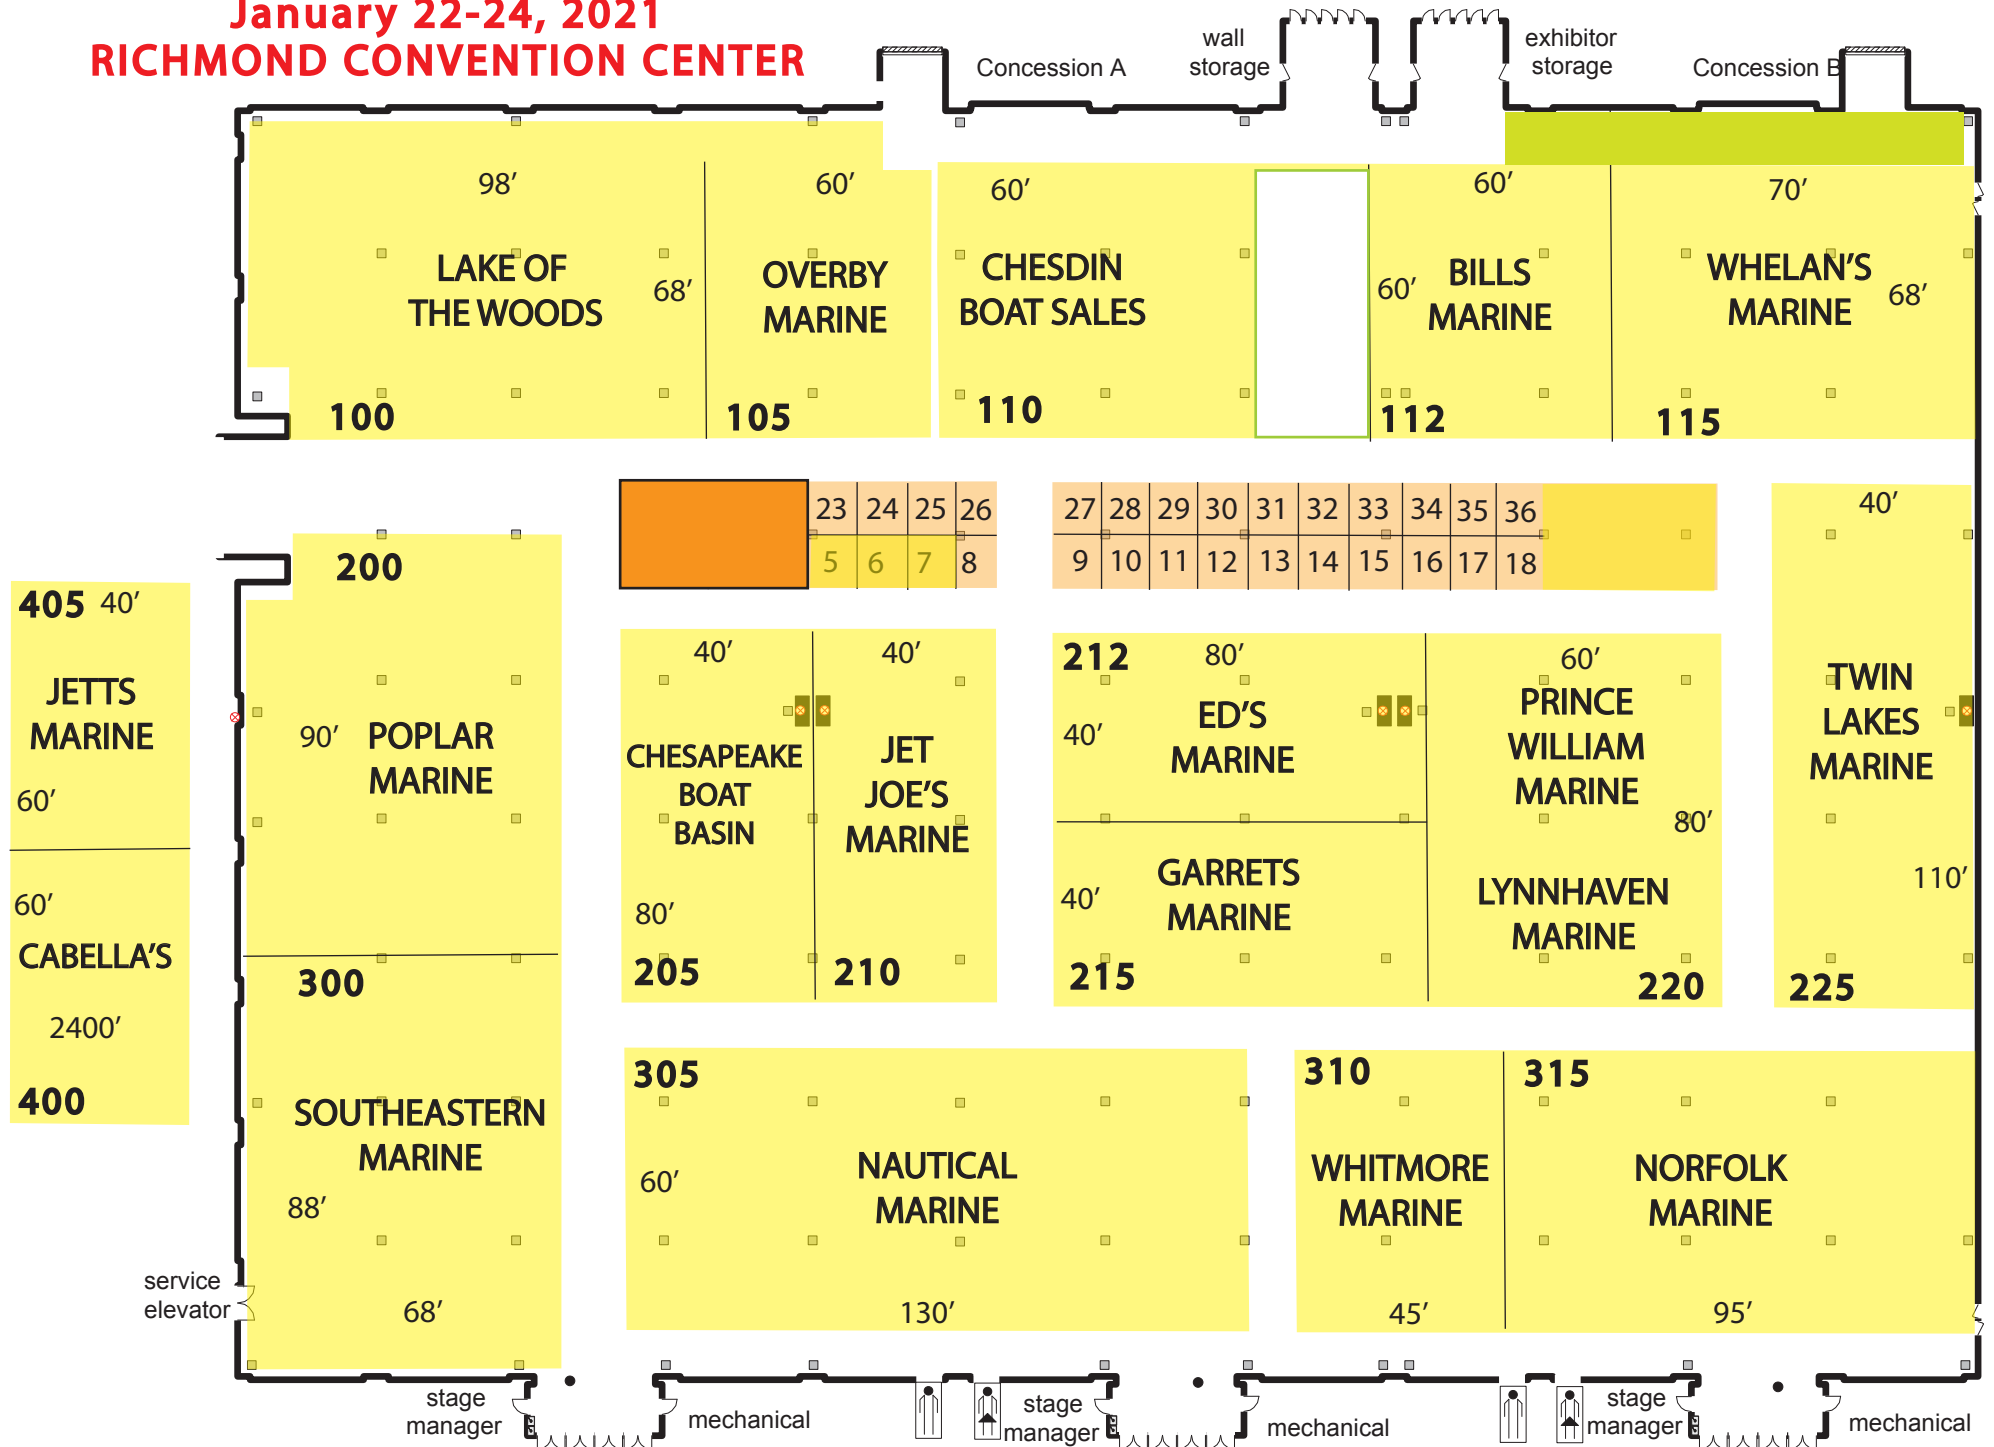 January 22-24, 2021
RICHMOND CONVENTION CENTER
wall
storage
exhibitor
storage
Concession A
Concession B
98’
60’
60’
60’
70’
LAKE OF
THE WOODS
68’
OVERBY
MARINE
CHESDIN
BOAT SALES
60’
BILLS
MARINE
WHELAN’S
MARINE
68’
100
105
110
112
115
23 24 25 26
27 28 29 30 31 32 33 34 35 36
5 6 7 8
9 10 11 12 13 14 15 16 17 18
405 40’
JETTS
MARINE
60’
60’
CABELLA’S
2400’
400
200
90’
POPLAR
MARINE
300
SOUTHEASTERN
MARINE
88’
68’
40’
CHESAPEAKE
BOAT
BASIN
80’
205
40’
JET
JOE’S
MARINE
210
212
80’
40’
ED’S
MARINE
40’
GARRETS
MARINE
215
60’
PRINCE
WILLIAM
MARINE
80’
LYNNHAVEN
MARINE
220
40’
TWIN
LAKES
MARINE
110’
225
305
60’
NAUTICAL
MARINE
130’
310
WHITMORE
MARINE
45’
315
NORFOLK
MARINE
95’
service
elevator
stage
manager
mechanical
stage
manager
mechanical
stage
manager
mechanical